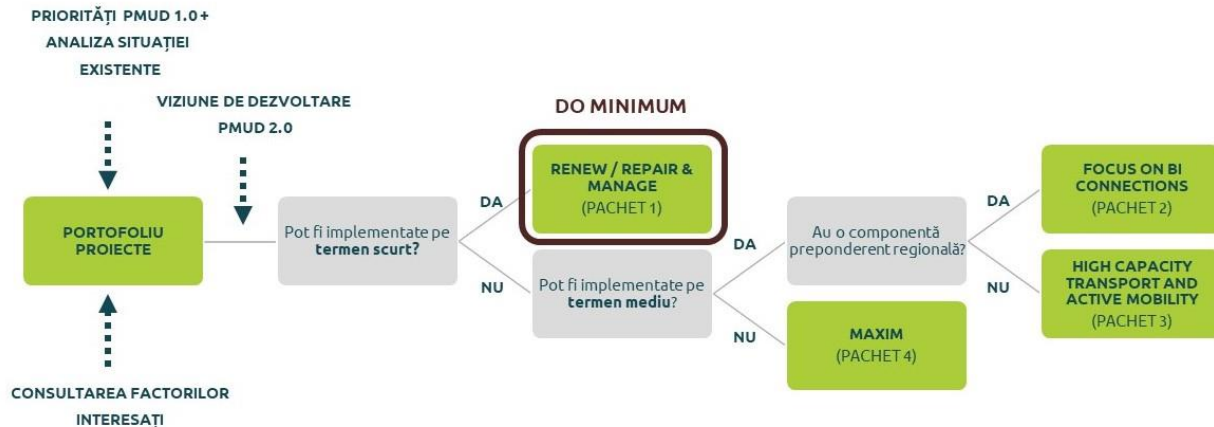 PRIORITĂȚI PMUD 1.0+
ANALIZA SITUAȚIEI
EXISTENTE
VIZIUNE DE DEZVOLTARE
PMUD 2.0
PORTOFOLIU
PROIECTE
CONSULTAREA FACTORILOR
INTERESAȚI
Pot fi implementate pe
termen scurt?
DA
NU
DO MINIMUM
RENEW / REPAIR &
MANAGE
(PACHET 1)
Pot fi implementate pe
termen mediu?
DA
NU
Au o componentă
preponderent regională?
MAXIM
(PACHET 4)
DA
NU
FOCUS ON BI
CONNECTIONS
(PACHET 2)
HIGH CAPACITY
TRANSPORT AND
ACTIVE MOBILITY
(PACHET 3)